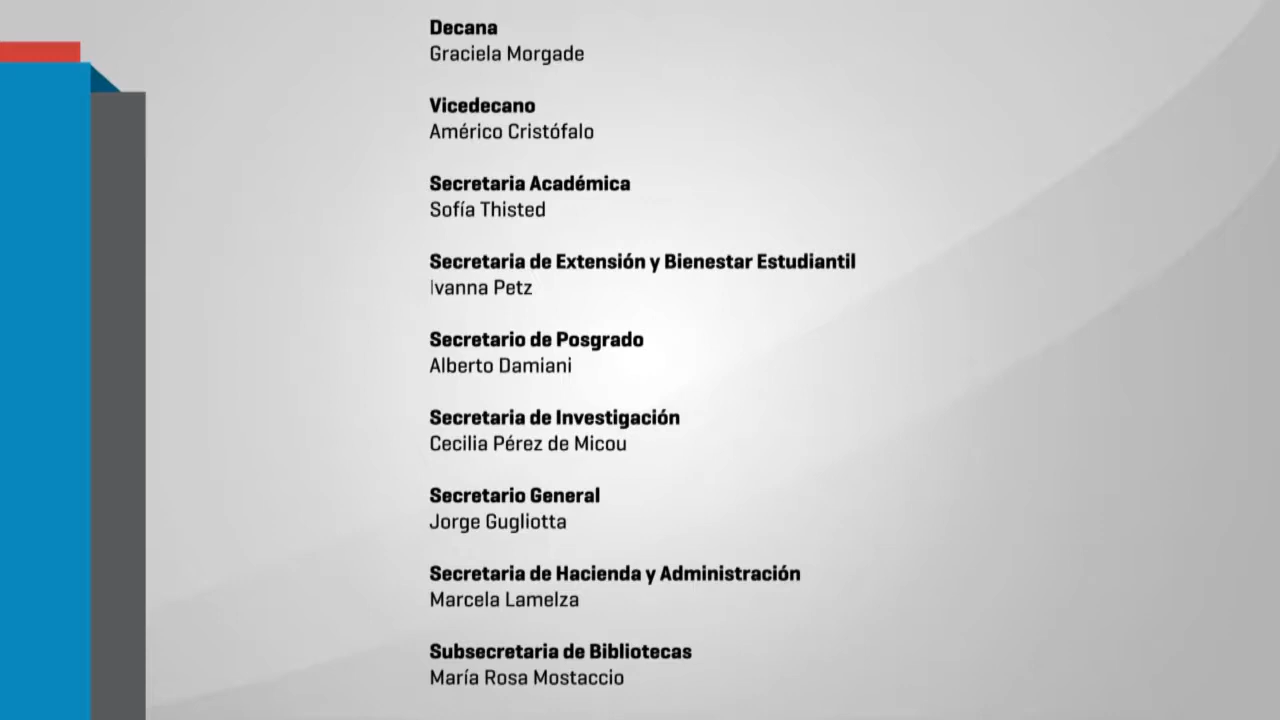 Decana
Graciela Morgade
Vicedecano
Américo Cristófalo
Secretaria Académica
Sofía Thisted
Secretaria de Extensión y Bienestar Estudiantil
Ivanna Petz
Secretario de Posgrado
Alberto Damiani
Secretaria de Investigación
Cecilia Pérez de Micou
Secretario General
Jorge Gugliotta
Secretaria de Hacienda y Administración
Marcela Lamelza
Subsecretaria de Bibliotecas
María Rosa Mostaccio